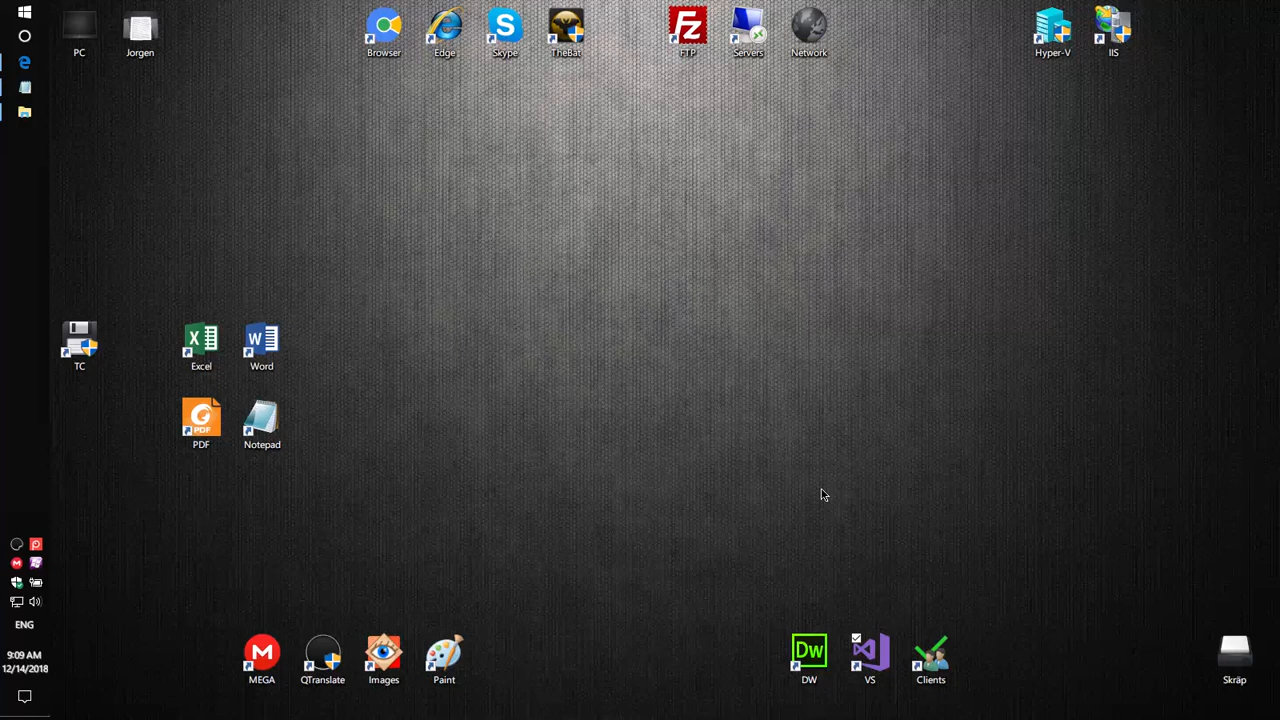 PC
Jorgen
Browser
Edge
Skype
TheBat
FTP
Servers
Network
Hyper-V
IIS
TC
Excel
Word
PDF
Notepad
ENG
9:09 AM
12/14/2018
MEGA
QTranslate
Images
Paint
Dw
DW
VS
Clients
Skräp